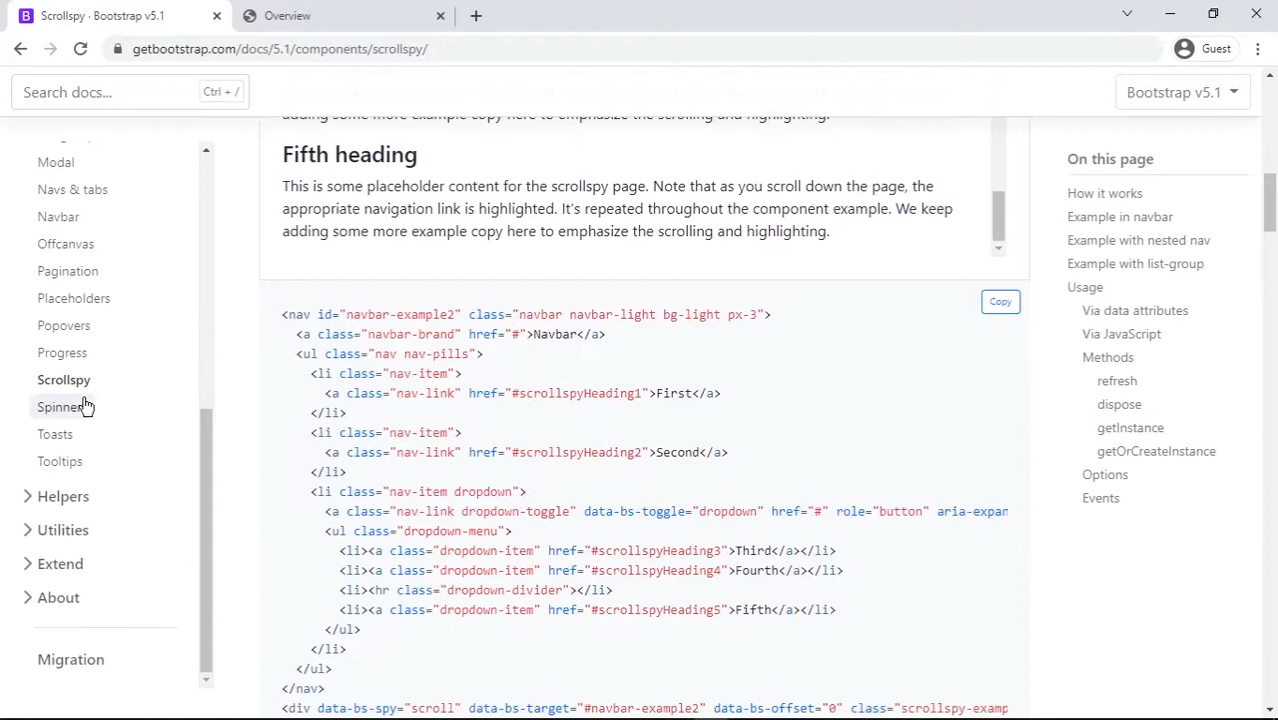 Scrollspy · Bootstrap v5.1
Overview
getbootstrap.com/docs/5.1/components/scrollspy/
Guest
Search docs...
Ctrl + /
Bootstrap v5.1
Modal
Navs & tabs
Navbar
Offcanvas
Pagination
Placeholders
Popovers
Progress
Scrollspy
Spinners
Toasts
Tooltips
Helpers
Utilities
Extend
About
Migration
adding some more example copy here to emphasize the scrolling and highlighting.
Fifth heading
This is some placeholder content for the scrollspy page. Note that as you scroll down the page, the
appropriate navigation link is highlighted. It's repeated throughout the component example. We keep
adding some more example copy here to emphasize the scrolling and highlighting.
Copy
<nav id="navbar-example2" class="navbar navbar-light bg-light px-3">
<a class="navbar-brand" href="#">Navbar</a>
<ul class="nav nav-pills">
<li class="nav-item">
<a class="nav-link" href="#scrollspyHeading1">First</a>
</li>
<li class="nav-item">
<a class="nav-link" href="#scrollspyHeading2">Second</a>
</li>
<li class="nav-item dropdown">
<a class="nav-link dropdown-toggle" data-bs-toggle="dropdown" href="#" role="button" aria-expan
<ul class="dropdown-menu">
<li><a class="dropdown-item" href="#scrollspyHeading3">Third</a></li>
<li><a class="dropdown-item" href="#scrollspyHeading4">Fourth</a></li>
<li><hr class="dropdown-divider"></li>
<li><a class="dropdown-item" href="#scrollspyHeading5">Fifth</a></li>
</ul>
</li>
</ul>
</nav>
<div data-bs-spy="scroll" data-bs-target="#navbar-example2" data-bs-offset="0" class="scrollspy-examp
On this page
How it works
Example in navbar
Example with nested nav
Example with list-group
Usage
Via data attributes
Via JavaScript
Methods
refresh
dispose
getInstance
getOrCreateInstance
Options
Events